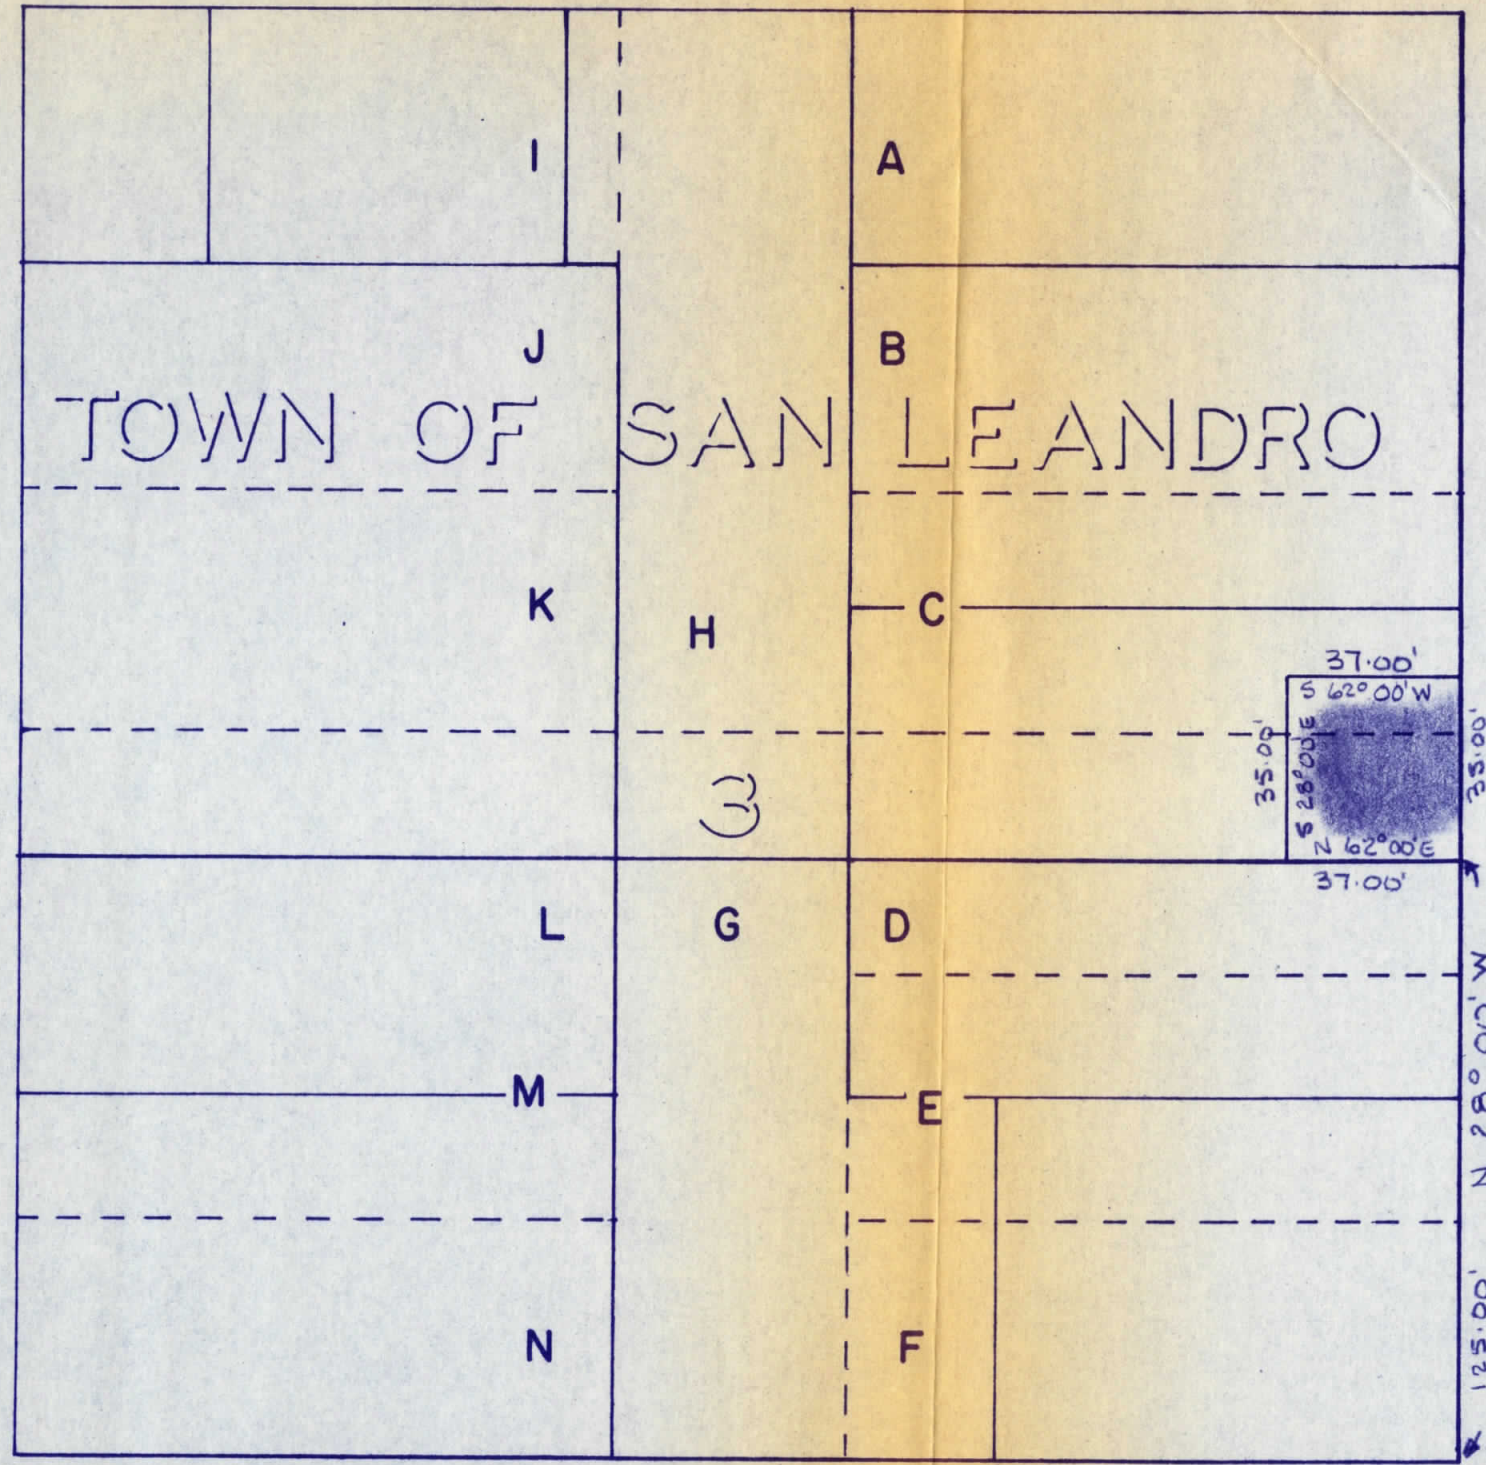 I A
J B
TOWN OF SAN LEANDRO
K H C
37.00'
S 62° 00' W
35.00' S 28° 00' E 35.00'
3
N 62° 00' E
37.00'
L G D
M E
N 28° 00' W
125.00'
N F